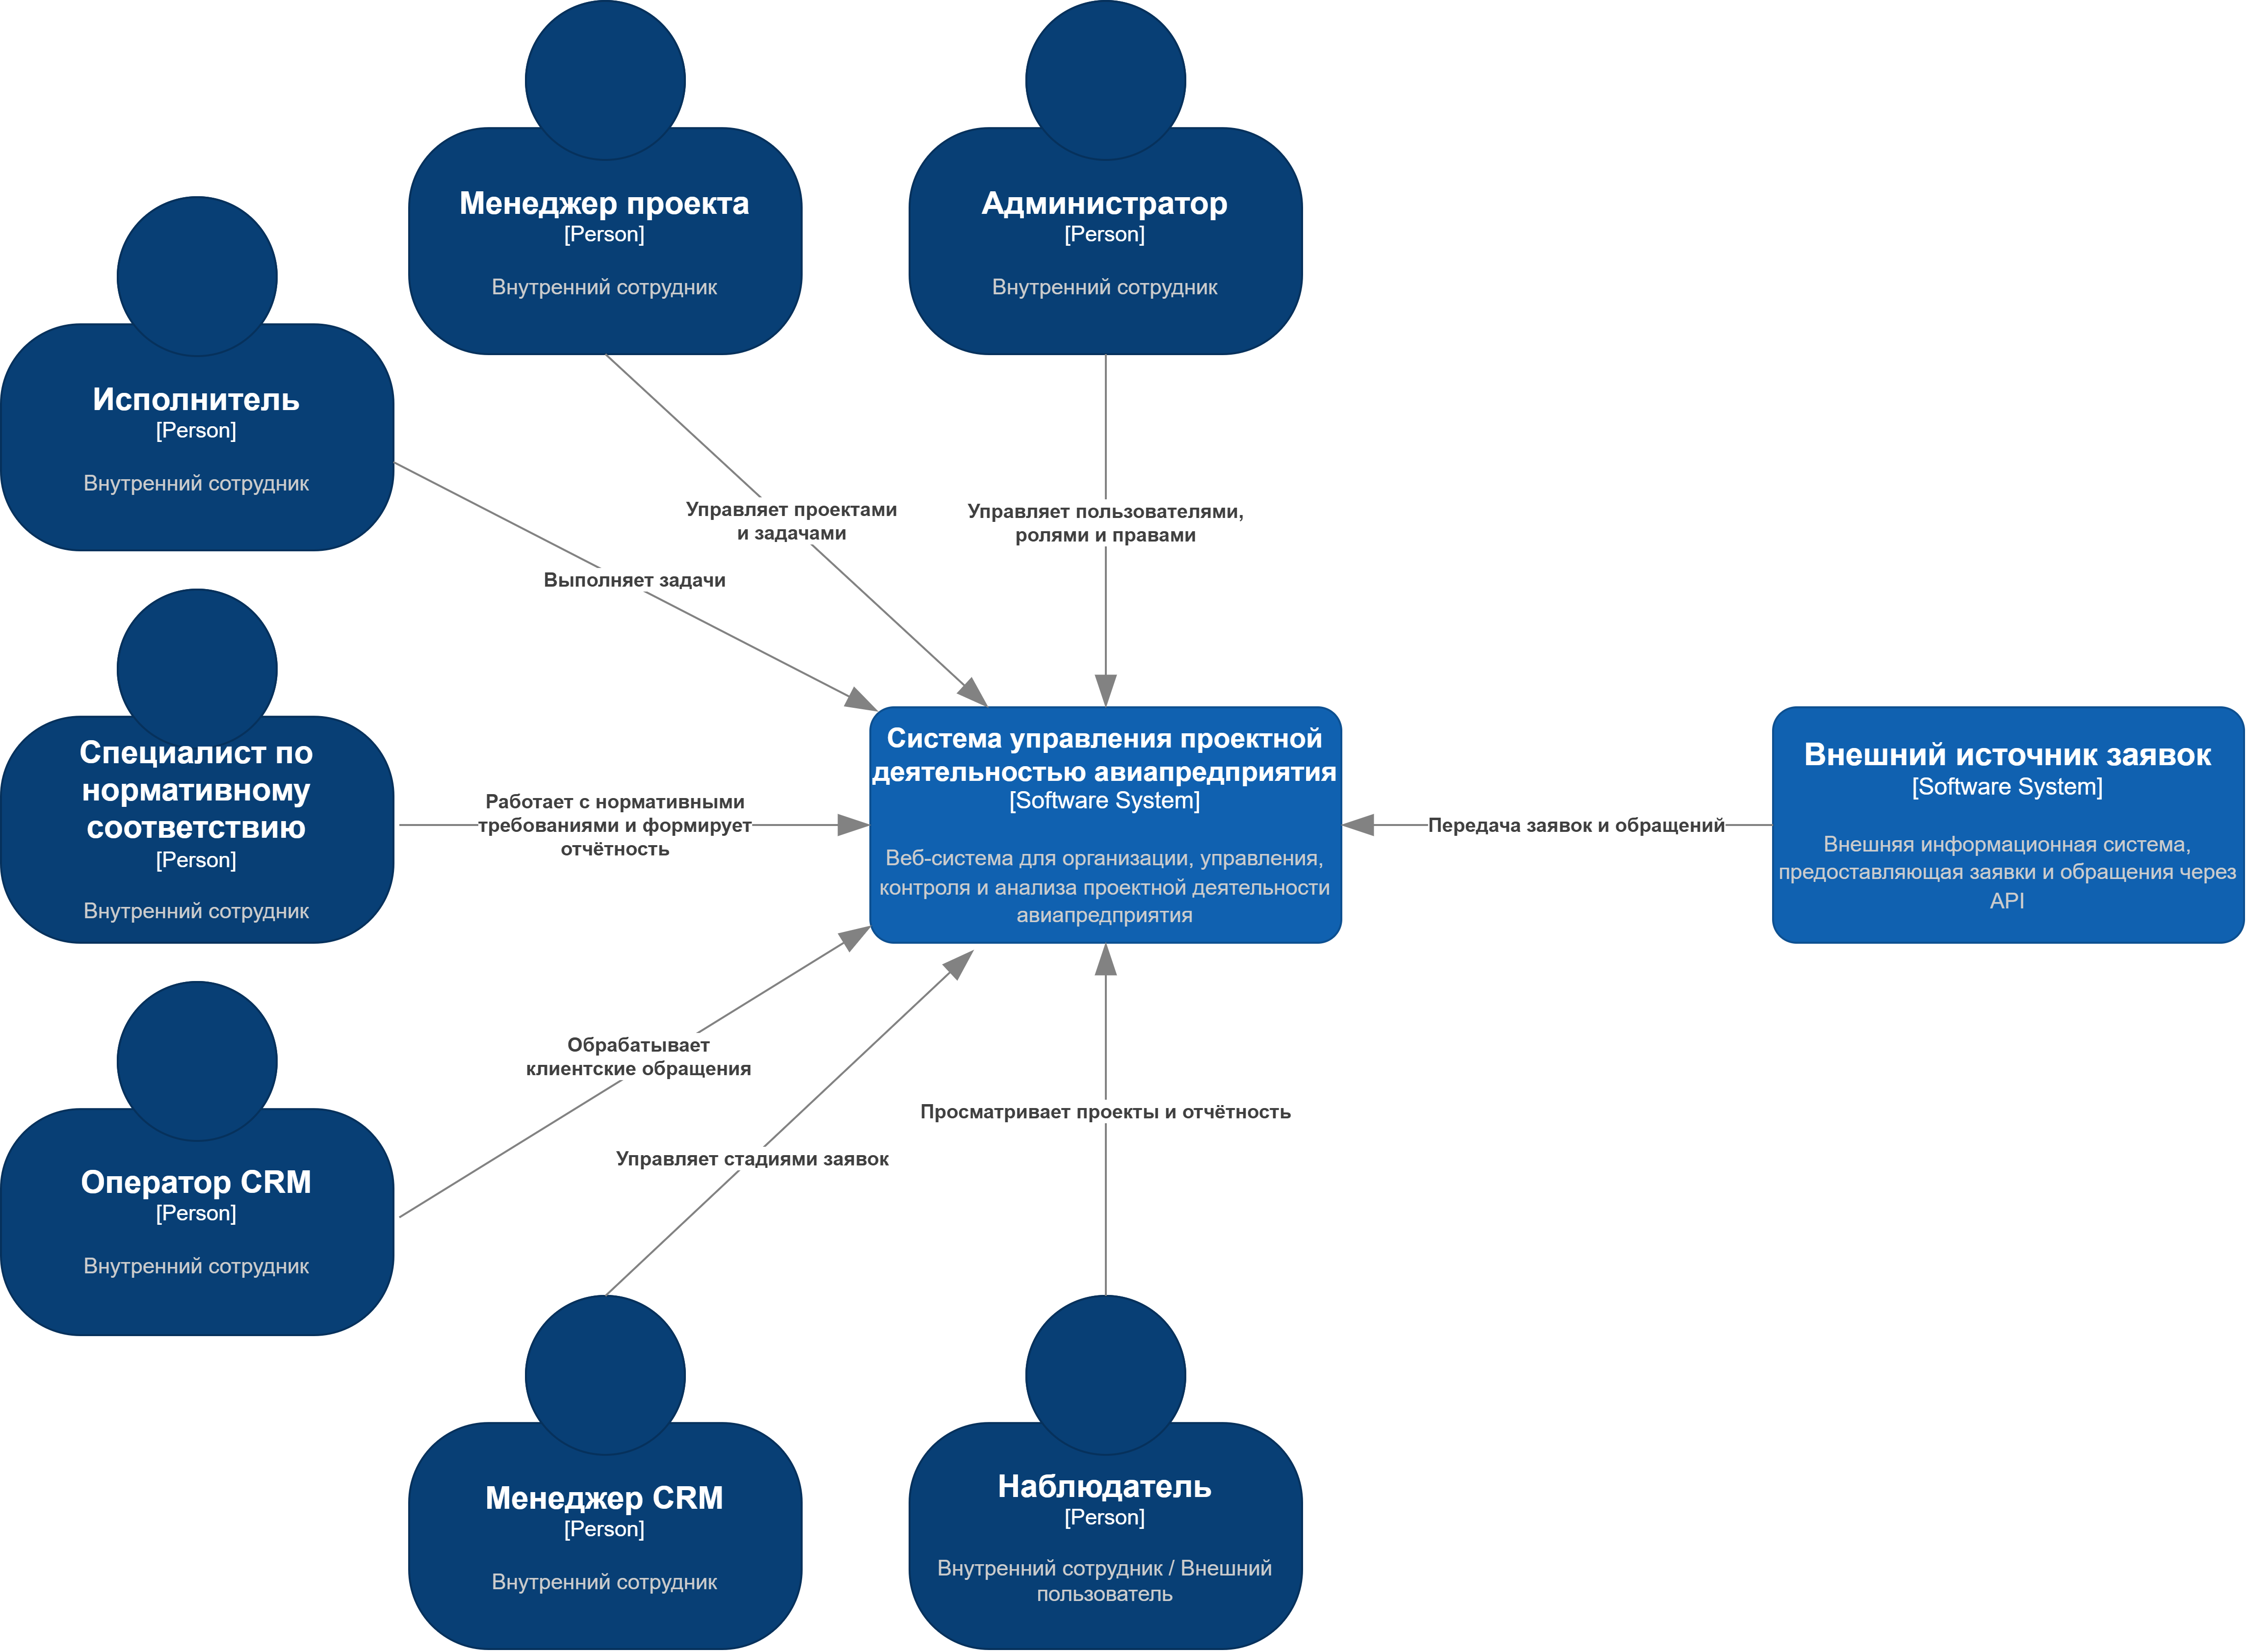 Менеджер проекта
[Person]
Внутренний сотрудник
Администратор
[Person]
Внутренний сотрудник
Исполнитель
[Person]
Внутренний сотрудник
Управляет проектами
и задачами
Управляет пользователями,
ролями и правами
Выполняет задачи
Специалист по
нормативному
соответствию
[Person]
Внутренний сотрудник
Работает с нормативными
требованиями и формирует
отчётность
Система управления проектной
деятельностью авиапредприятия
[Software System]
Веб-система для организации, управления,
контроля и анализа проектной деятельности
авиапредприятия
Передача заявок и обращений
Внешний источник заявок
[Software System]
Внешняя информационная система,
предоставляющая заявки и обращения через
API
Оператор CRM
[Person]
Внутренний сотрудник
Обрабатывает
клиентские обращения
Управляет стадиями заявок
Просматривает проекты и отчётность
Менеджер CRM
[Person]
Внутренний сотрудник
Наблюдатель
[Person]
Внутренний сотрудник / Внешний
пользователь